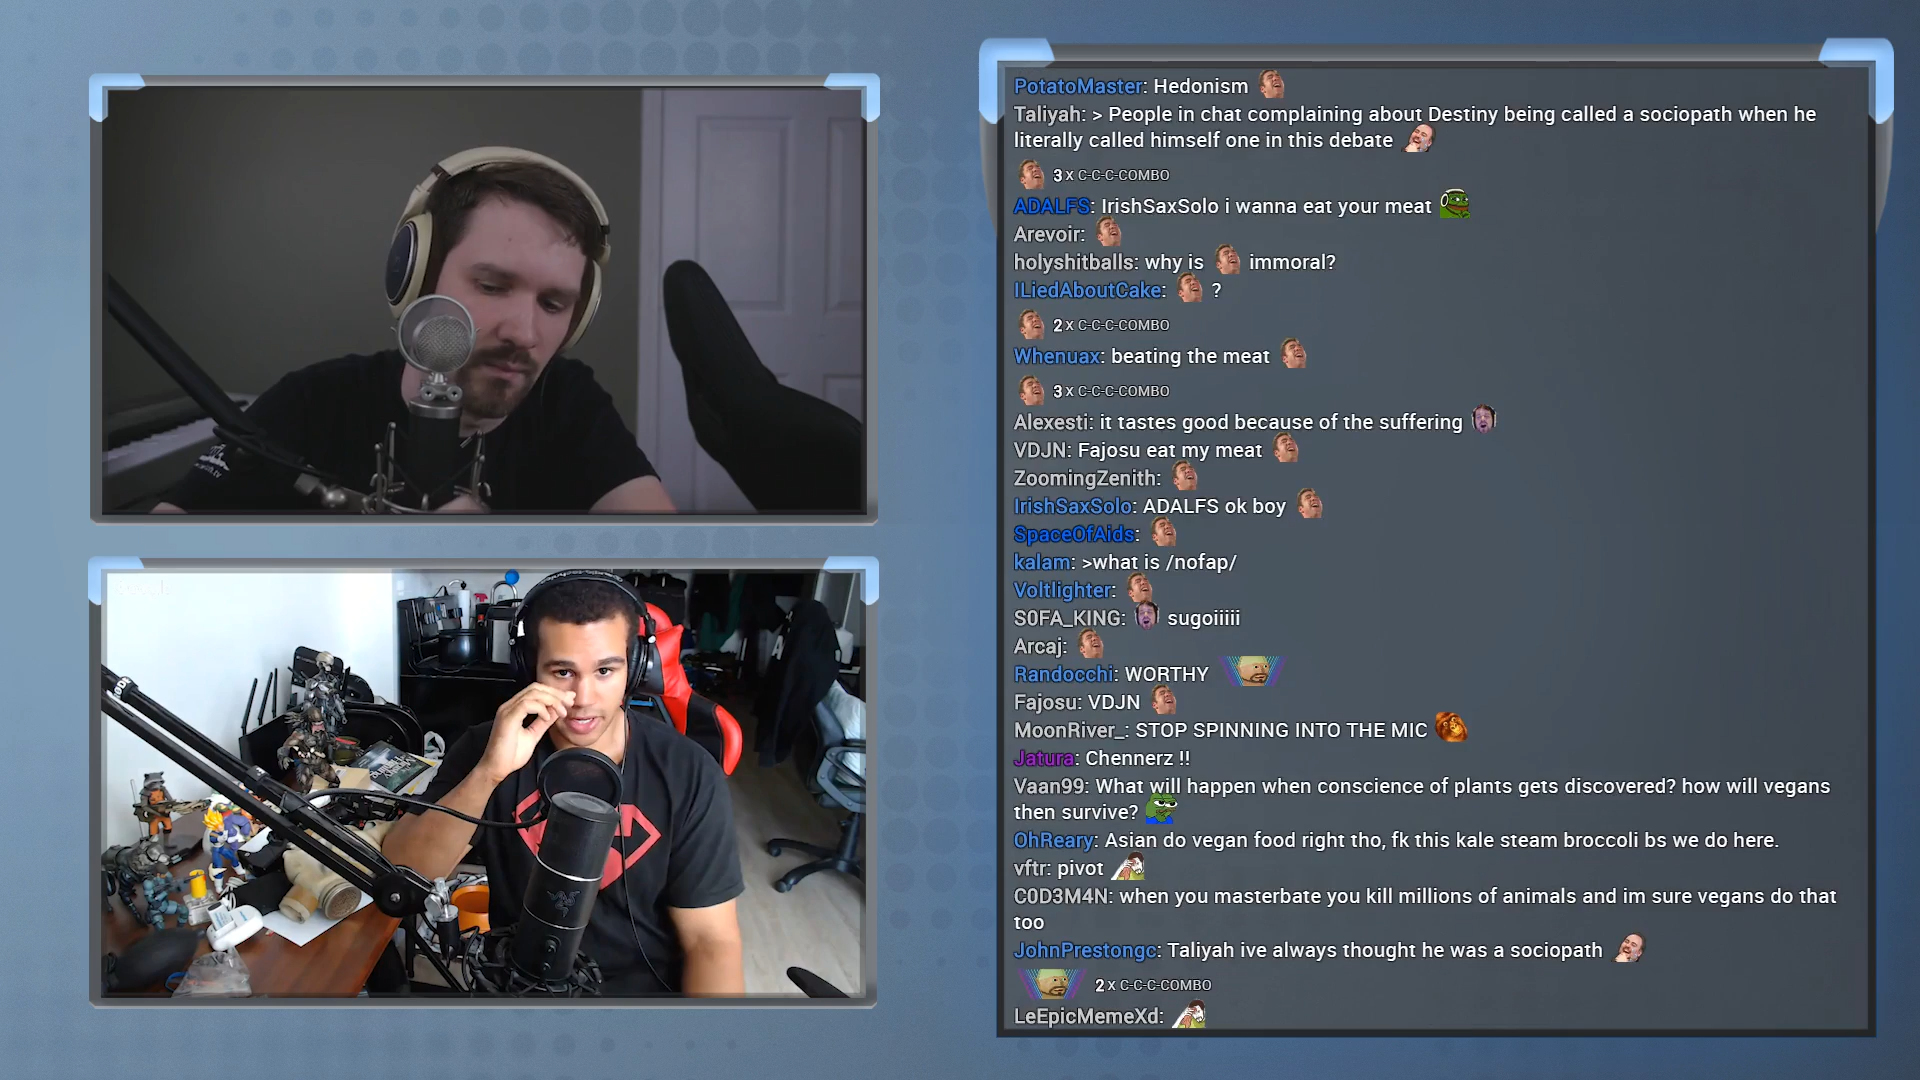 PotatoMaster: Hedonism
Taliyah: > People in chat complaining about Destiny being called a sociopath when he
literally called himself one in this debate
3 x C-C-C-COMBO
ADALFS: IrishSaxSolo i wanna eat your meat
Arevoir:
holyshitballs: why is immoral?
ILiedAboutCake: ?
2 x C-C-C-COMBO
Whenuax: beating the meat
3 x C-C-C-COMBO
Alexesti: it tastes good because of the suffering
VDJN: Fajosu eat my meat
ZoomingZenith:
IrishSaxSolo: ADALFS ok boy
SpaceOfAids:
kalam: >what is /nofap/
Voltlighter:
S0FA_KING: sugoiiiii
Arcaj:
Randocchi: WORTHY
Fajosu: VDJN
MoonRiver_: STOP SPINNING INTO THE MIC
Jatura: Chennerz !!
Vaan99: What will happen when conscience of plants gets discovered? how will vegans
then survive?
OhReary: Asian do vegan food right tho, fk this kale steam broccoli bs we do here.
vftr: pivot
C0D3M4N: when you masterbate you kill millions of animals and im sure vegans do that
too
JohnPrestongc: Taliyah ive always thought he was a sociopath
2 x C-C-C-COMBO
LeEpicMemeXd: